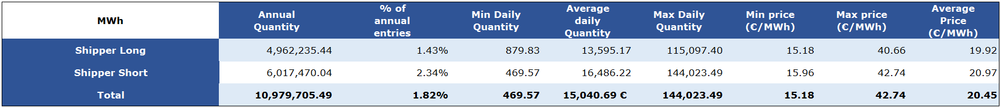 MWh Annual Quantity % of annual entries Min Daily Quantity Average daily Quantity Max Daily Quantity Min price (€/MWh) Max price (€/MWh) Average Price (€/MWh)
Shipper Long 4,962,235.44 1.43% 879.83 13,595.17 115,097.40 15.18 40.66 19.92
Shipper Short 6,017,470.04 2.34% 469.57 16,486.22 144,023.49 15.96 42.74 20.97
Total 10,979,705.49 1.82% 469.57 15,040.69 € 144,023.49 15.18 42.74 20.45